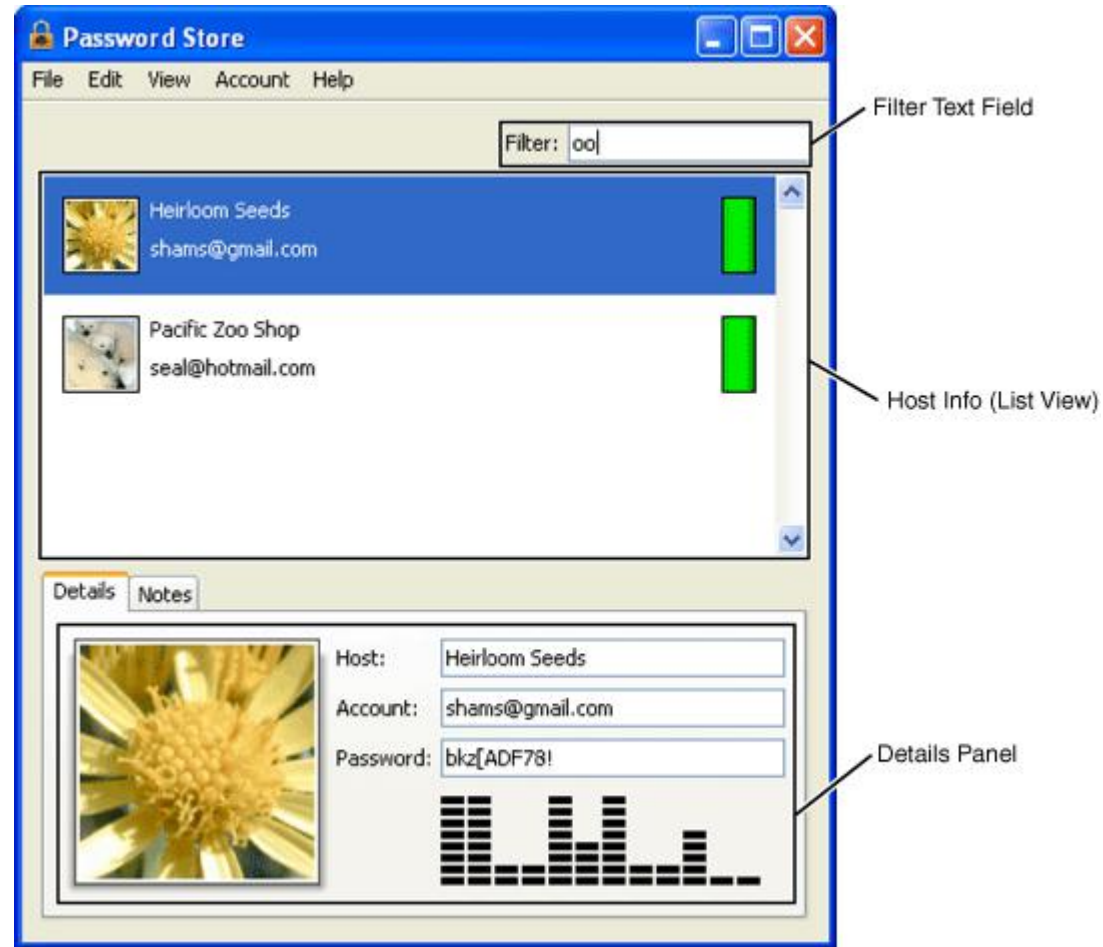 Password Store
File Edit View Account Help
Filter: oo
Filter Text Field
Heirloom Seeds
shams@gmail.com
Pacific Zoo Shop
seal@hotmail.com
Host Info (List View)
Details Notes
Host: Heirloom Seeds
Account: shams@gmail.com
Password: bkz[ADF78!
Details Panel